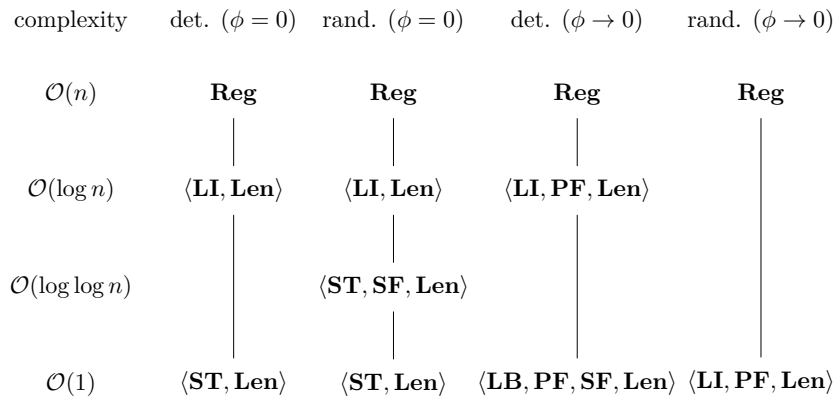 complexity det. (ϕ = 0) rand. (ϕ = 0) det. (ϕ → 0) rand. (ϕ → 0)
𝒪(n) Reg Reg Reg Reg
𝒪(log n) ⟨LI, Len⟩ ⟨LI, Len⟩ ⟨LI, PF, Len⟩
𝒪(log log n) ⟨ST, SF, Len⟩
𝒪(1) ⟨ST, Len⟩ ⟨ST, Len⟩ ⟨LB, PF, SF, Len⟩ ⟨LI, PF, Len⟩